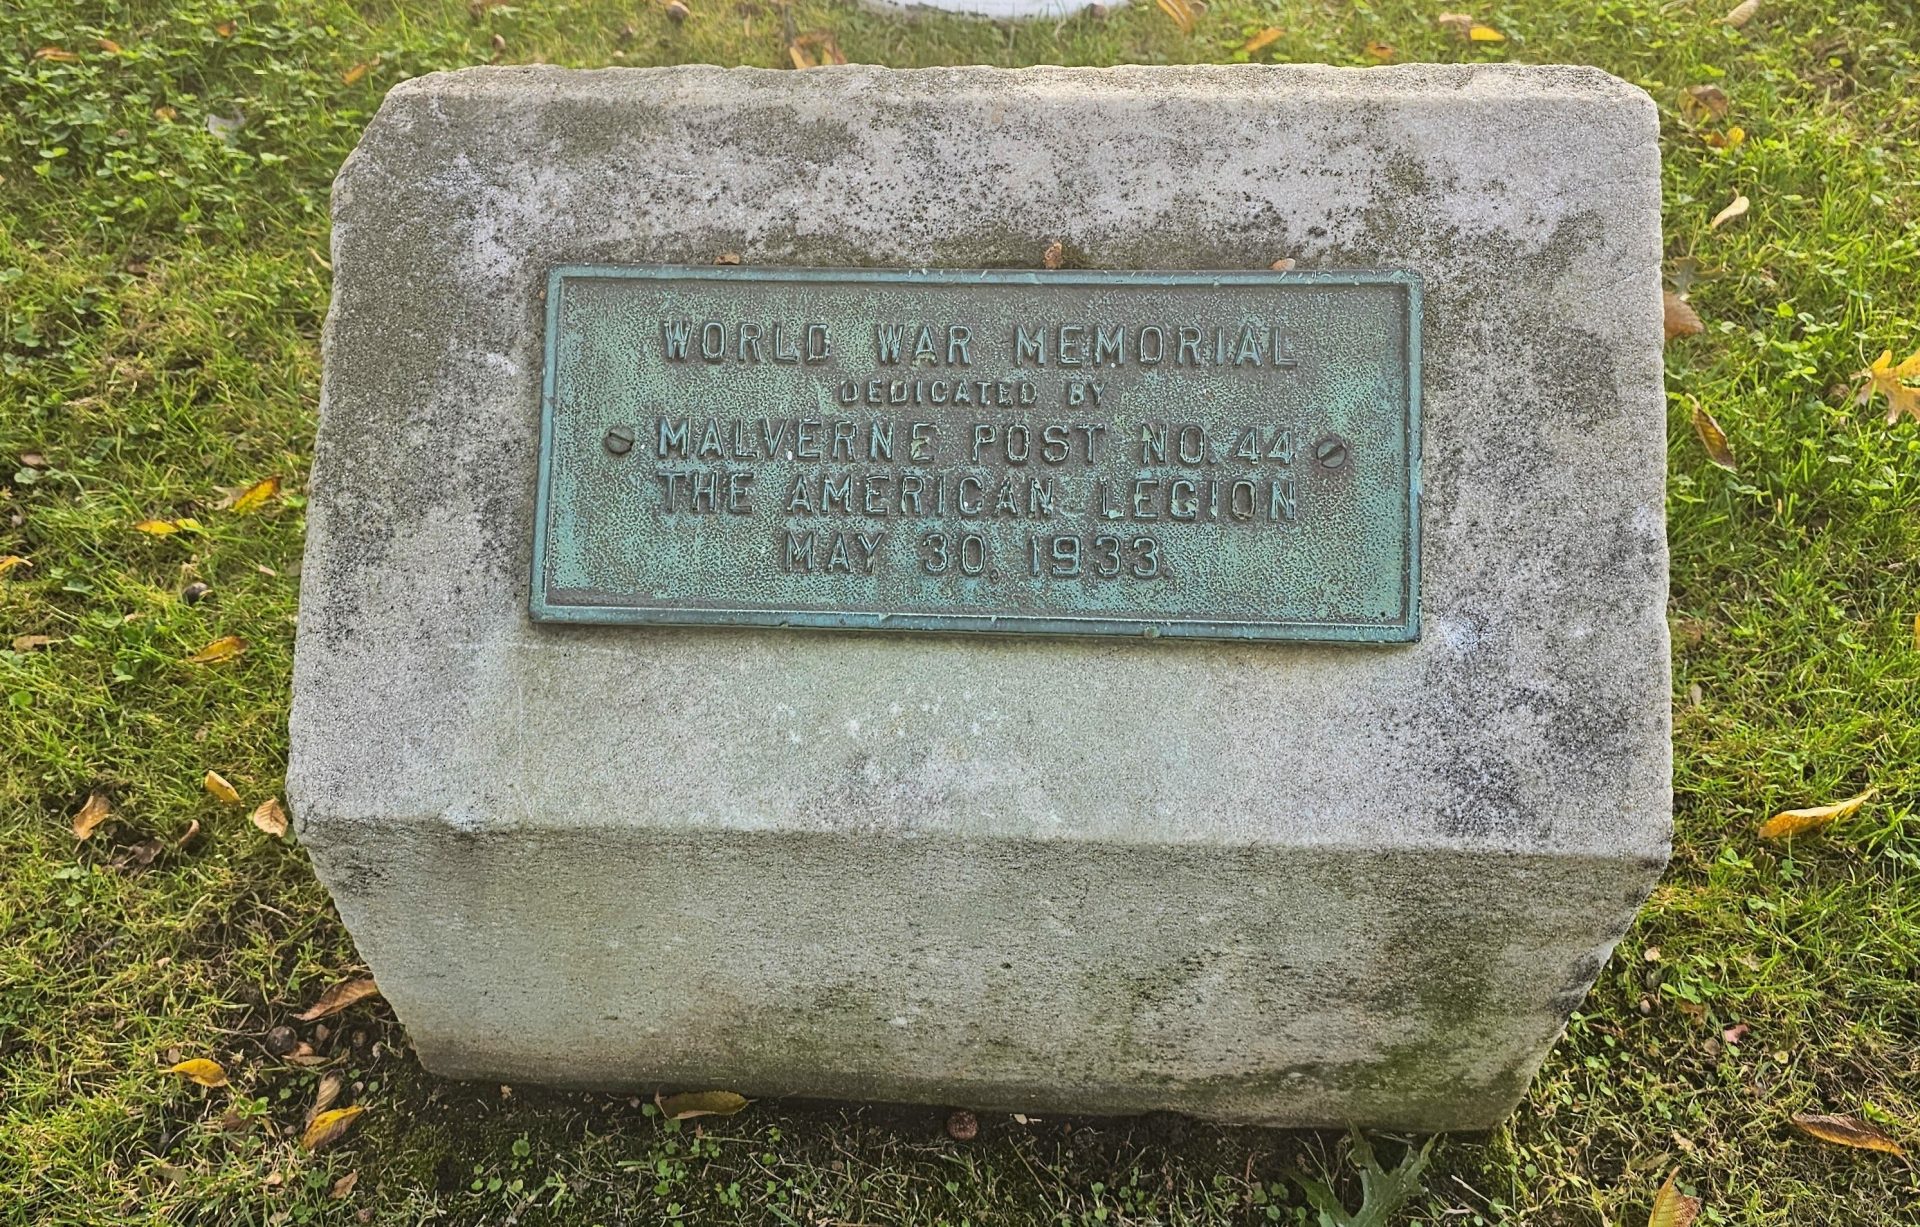 WORLD WAR MEMORIAL
DEDICATED BY
MALVERNE POST NO. 44
THE AMERICAN LEGION
MAY 30, 1933.